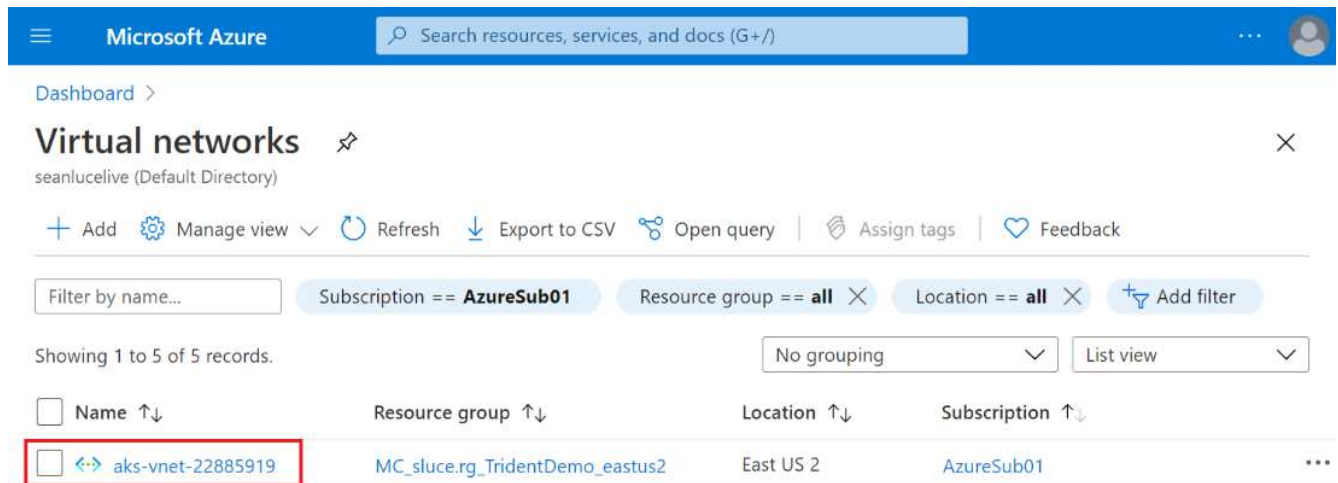 Microsoft Azure Search resources, services, and docs (G+/) ...
Dashboard >
Virtual networks
seanlucelive (Default Directory)
Add Manage view Refresh Export to CSV Open query Assign tags Feedback
Filter by name... Subscription == AzureSub01 Resource group == all Location == all Add filter
Showing 1 to 5 of 5 records. No grouping List view
Name ↑↓ Resource group ↑↓ Location ↑↓ Subscription ↑↓
aks-vnet-22885919 MC_sluce.rg_TridentDemo_eastus2 East US 2 AzureSub01 ...